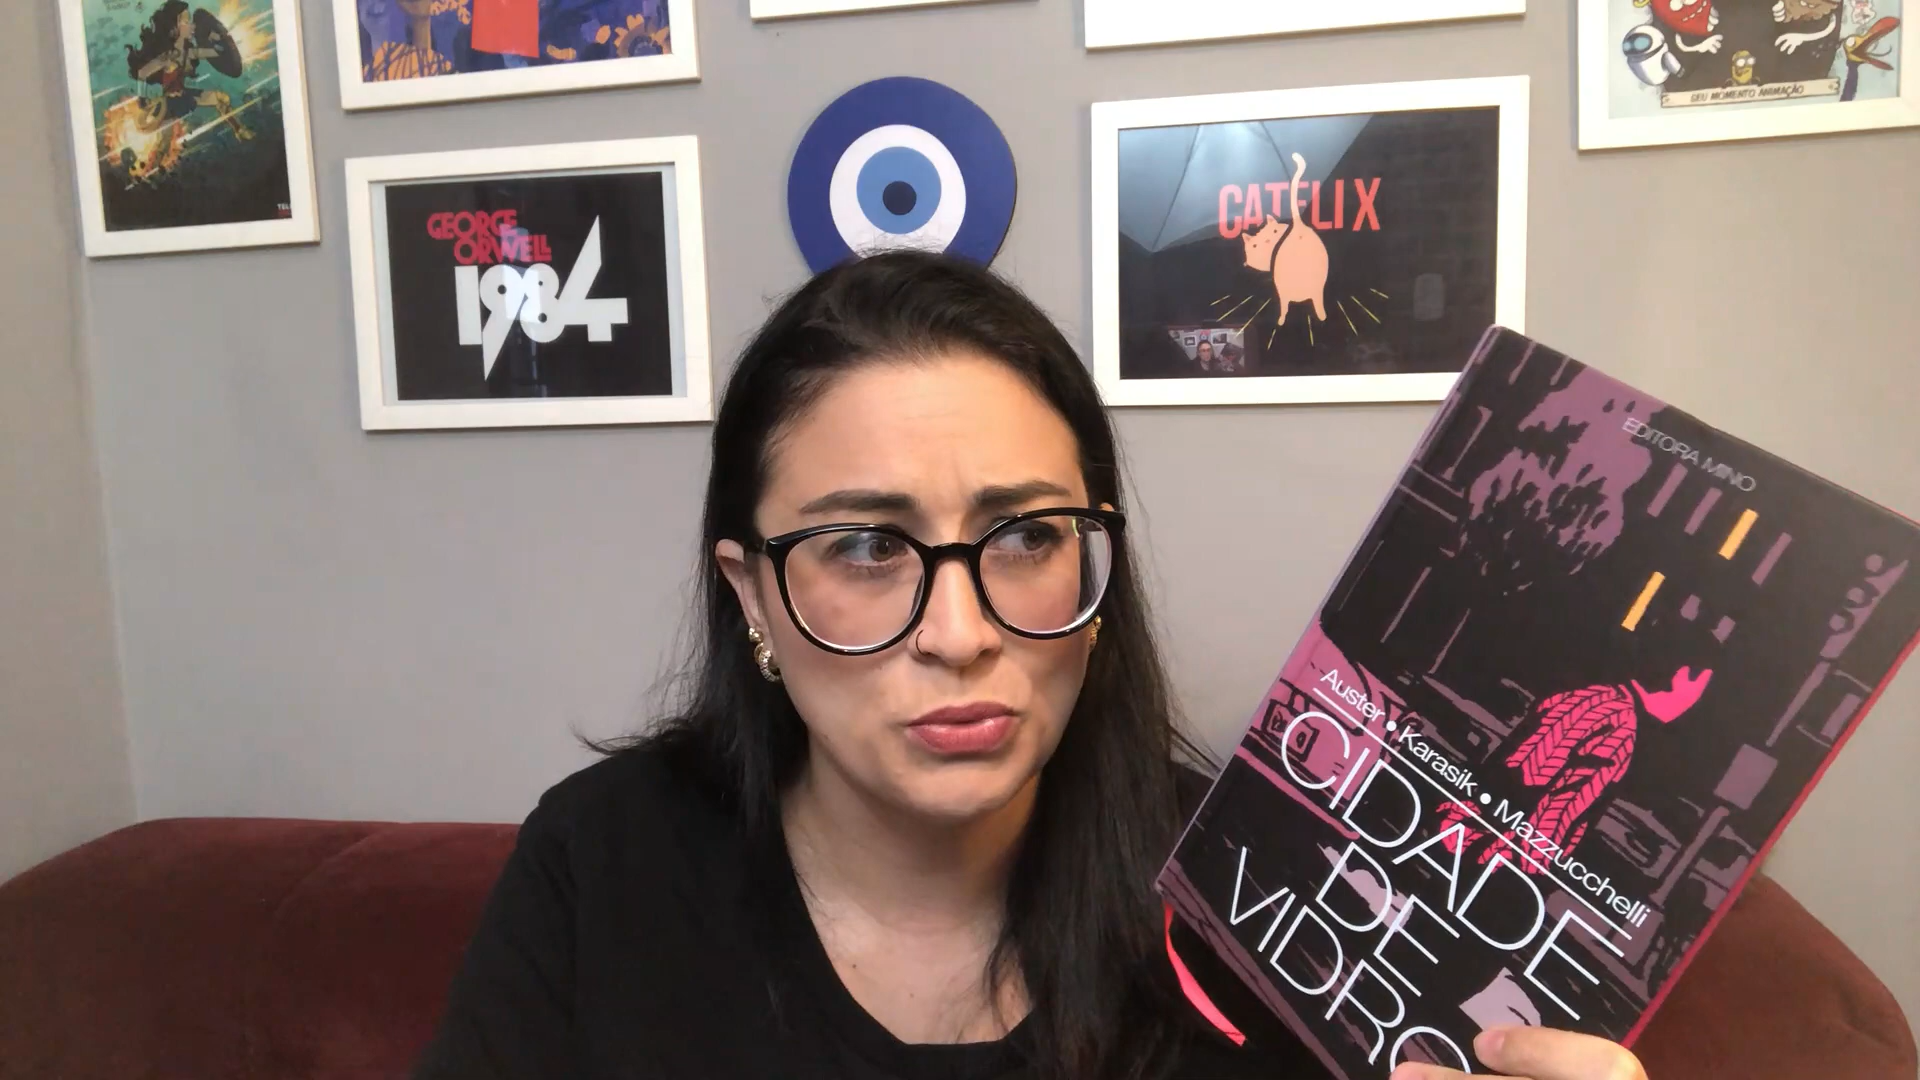 SEU MOMENTO ANIMAÇÃO
GEORGE
ORWELL
1984
CATFLIX
EDITORA MINO
Auster • Karasik • Mazzucchelli
CIDADE
DE
VIDRO